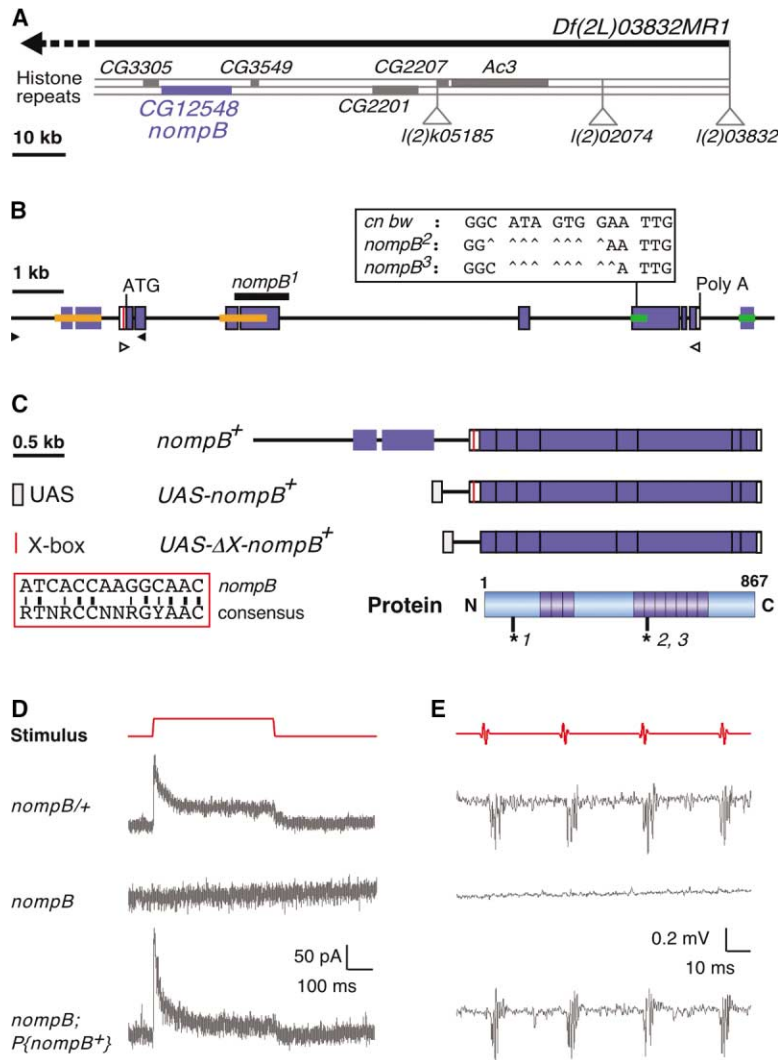 A
Df(2L)03832MR1
CG3305 CG3549 CG2207 Ac3
Histone
repeats
CG12548
nompB
CG2201
10 kb
l(2)k05185 l(2)02074 l(2)03832
B
cn bw : GGC ATA GTG GAA TTG
nompB2 : GG^ ^^^ ^^^ ^AA TTG
nompB3 : GGC ^^^ ^^^ ^^A TTG
1 kb
ATG
nompB1
Poly A
C
0.5 kb
nompB+
UAS
UAS-nompB+
X-box
UAS-ΔX-nompB+
ATCACCAAGGCAAC nompB
RTNRCCNNRGYAAC consensus
1 867
Protein N C
* 1 * 2, 3
D
E
Stimulus
nompB/+
nompB
50 pA
100 ms
0.2 mV
10 ms
nompB;
P{nompB+}